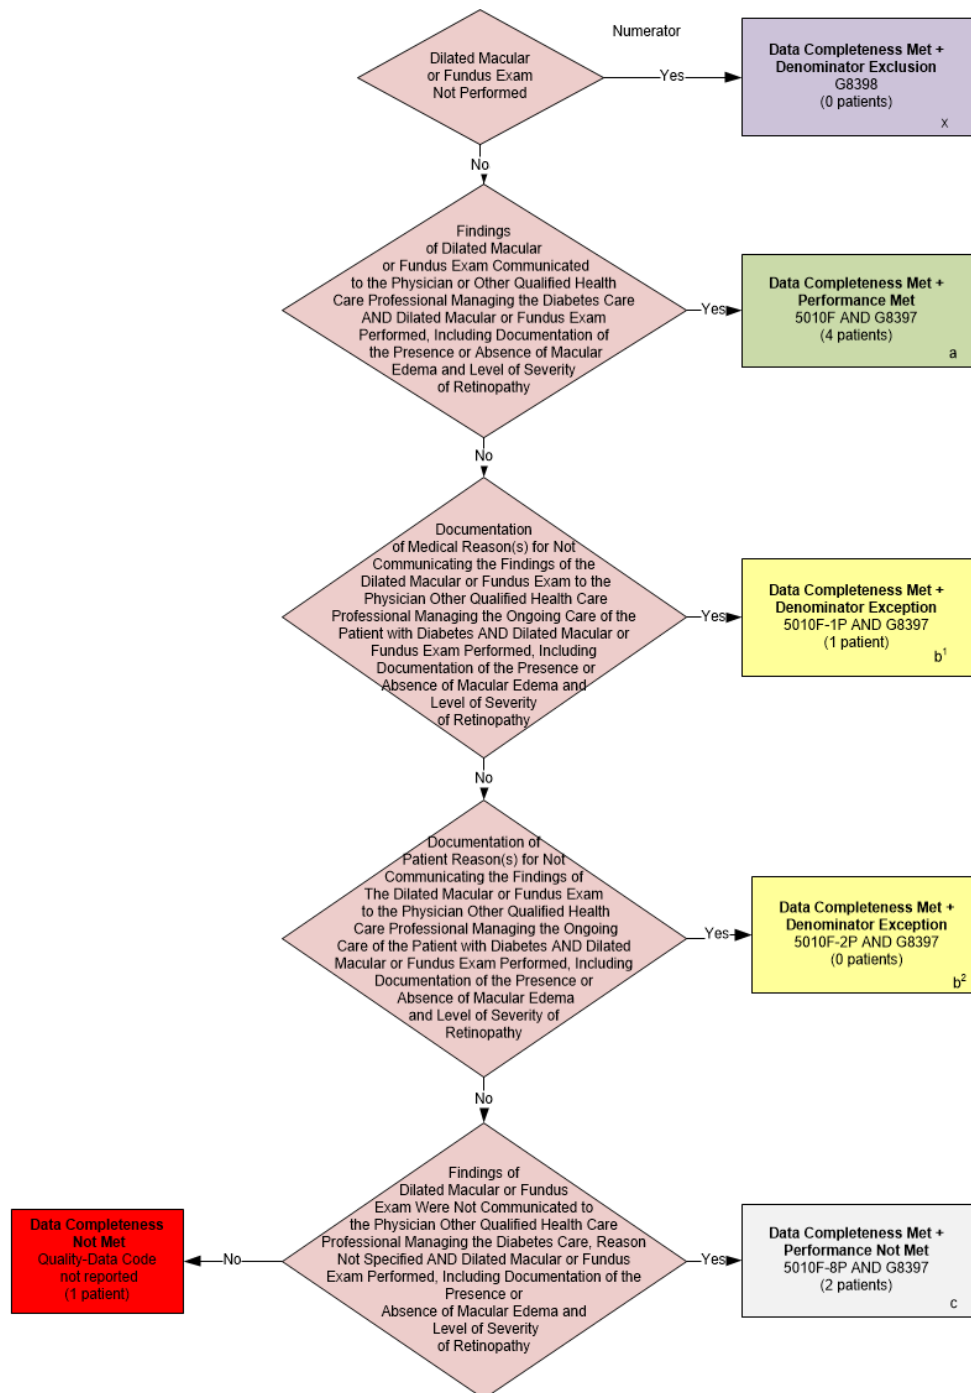 Numerator
Dilated Macular
or Fundus Exam
Not Performed
Yes
Data Completeness Met +
Denominator Exclusion
G8398
(0 patients)
x
No
Findings
of Dilated Macular
or Fundus Exam Communicated
to the Physician or Other Qualified Health
Care Professional Managing the Diabetes Care
AND Dilated Macular or Fundus Exam
Performed, Including Documentation of
the Presence or Absence of Macular
Edema and Level of Severity
of Retinopathy
Yes
Data Completeness Met +
Performance Met
5010F AND G8397
(4 patients)
a
No
Documentation
of Medical Reason(s) for Not
Communicating the Findings of the
Dilated Macular or Fundus Exam to the
Physician Other Qualified Health Care
Professional Managing the Ongoing Care of the
Patient with Diabetes AND Dilated Macular or
Fundus Exam Performed, Including
Documentation of the Presence or
Absence of Macular Edema and
Level of Severity
of Retinopathy
Yes
Data Completeness Met +
Denominator Exception
5010F-1P AND G8397
(1 patient)
b¹
No
Documentation of
Patient Reason(s) for Not
Communicating the Findings of
The Dilated Macular or Fundus Exam
to the Physician Other Qualified Health
Care Professional Managing the Ongoing
Care of the Patient with Diabetes AND Dilated
Macular or Fundus Exam Performed, Including
Documentation of the Presence or
Absence of Macular Edema
and Level of Severity of
Retinopathy
Yes
Data Completeness Met +
Denominator Exception
5010F-2P AND G8397
(0 patients)
b²
No
Findings of
Dilated Macular or Fundus
Exam Were Not Communicated to
the Physician Other Qualified Health Care
Professional Managing the Diabetes Care, Reason
Not Specified AND Dilated Macular or Fundus
Exam Performed, Including Documentation of the
Presence or
Absence of Macular Edema and
Level of Severity
of Retinopathy
Yes
Data Completeness Met +
Performance Not Met
5010F-8P AND G8397
(2 patients)
c
No
Data Completeness
Not Met
Quality-Data Code
not reported
(1 patient)